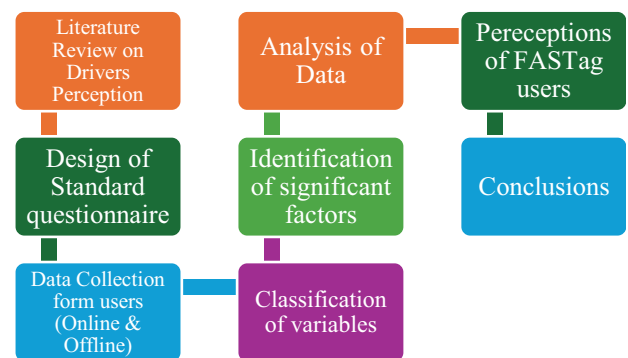 Literature
Review on
Drivers
Perception
Design of
Standard
questionnaire
Data Collection
form users
(Online &
Offline)
Classification
of variables
Identification
of significant
factors
Analysis of
Data
Pereceptions
of FASTag
users
Conclusions